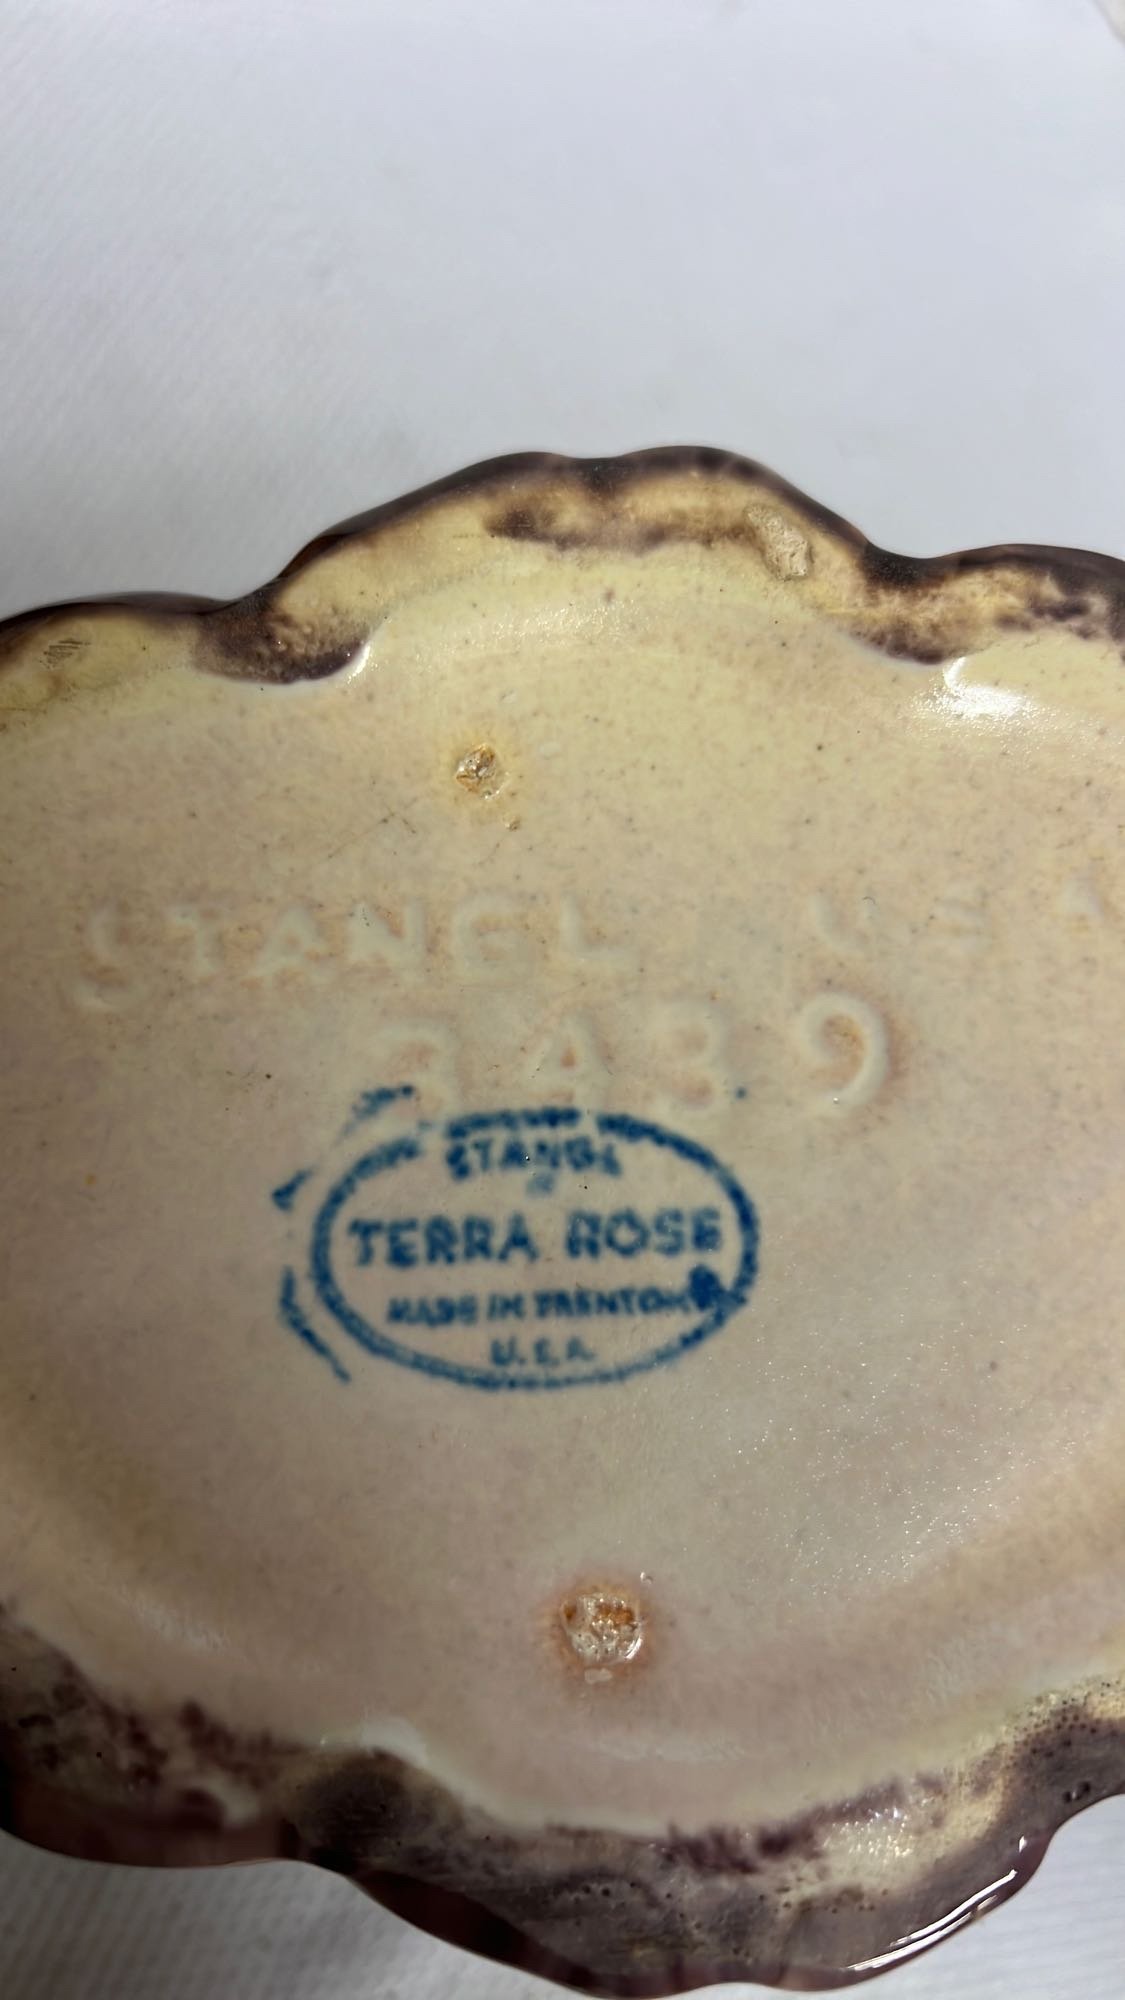 STANGL USA
3439
STANGL
TERRA ROSE
MADE IN TRENTON
U.S.A.